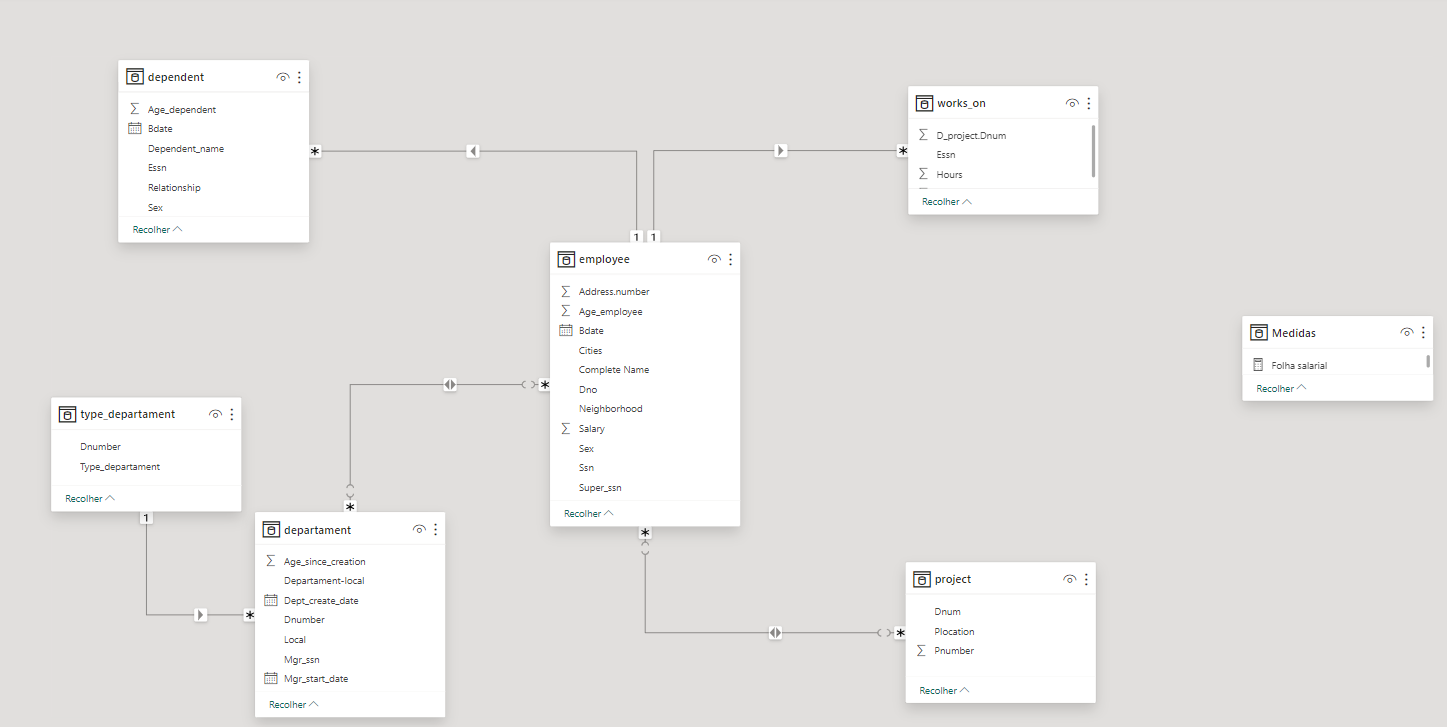 dependent
Age_dependent
Bdate
Dependent_name
Essn
Relationship
Sex
Recolher
*
1
works_on
D_project.Dnum
Essn
Hours
Recolher
*
1
employee
Address.number
Age_employee
Bdate
Cities
Complete Name
Dno
Neighborhood
Salary
Sex
Ssn
Super_ssn
Recolher
*
*
Medidas
Folha salarial
Recolher
type_departament
Dnumber
Type_departament
Recolher
1
*
*
departament
Age_since_creation
Departament-local
Dept_create_date
Dnumber
Local
Mgr_ssn
Mgr_start_date
Recolher
*
project
Dnum
Plocation
Pnumber
Recolher